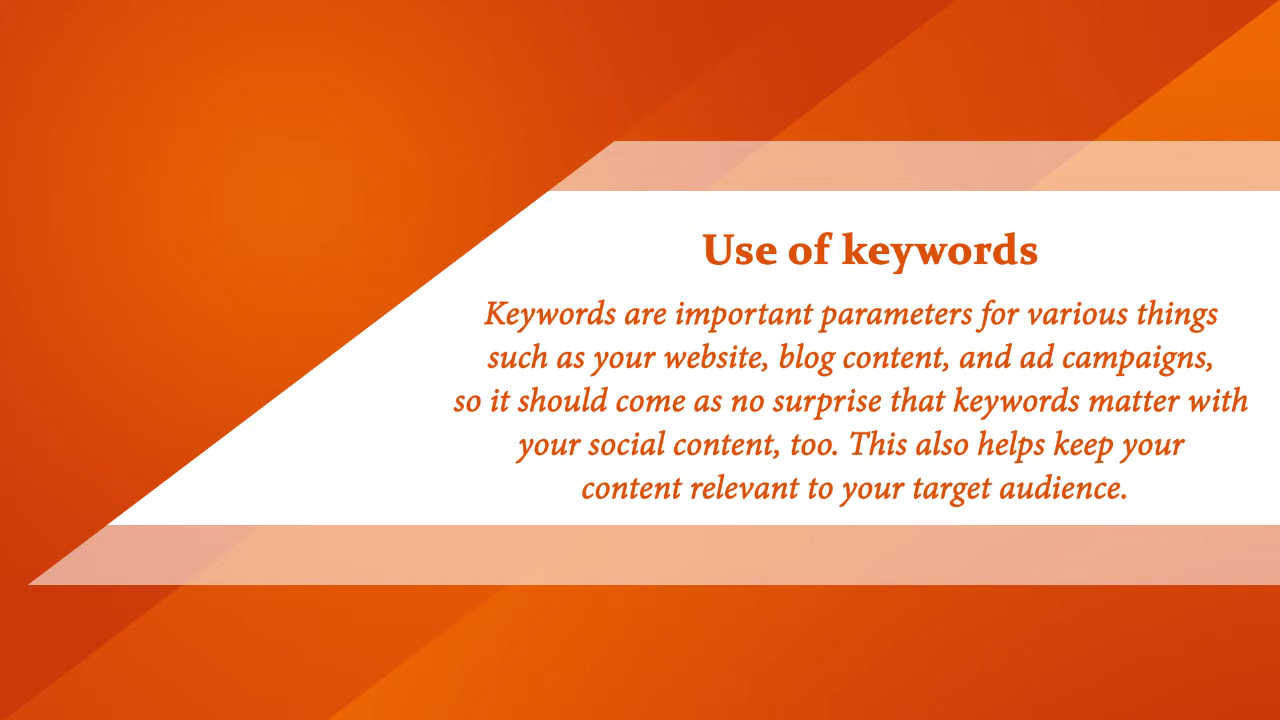 Use of keywords
Keywords are important parameters for various things
such as your website, blog content, and ad campaigns,
so it should come as no surprise that keywords matter with
your social content, too. This also helps keep your
content relevant to your target audience.